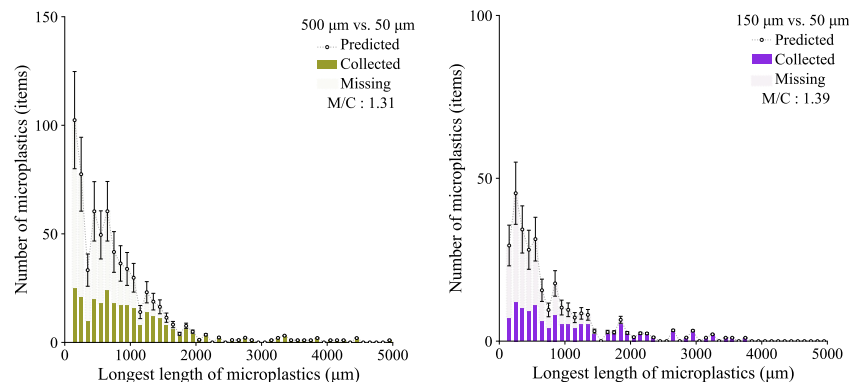 500 μm vs. 50 μm
Predicted
Collected
Missing
M/C : 1.31
Number of microplastics (items)
150
100
50
0
0 1000 2000 3000 4000 5000
Longest length of microplastics (μm)
150 μm vs. 50 μm
Predicted
Collected
Missing
M/C : 1.39
Number of microplastics (items)
100
50
0
0 1000 2000 3000 4000 5000
Longest length of microplastics (μm)